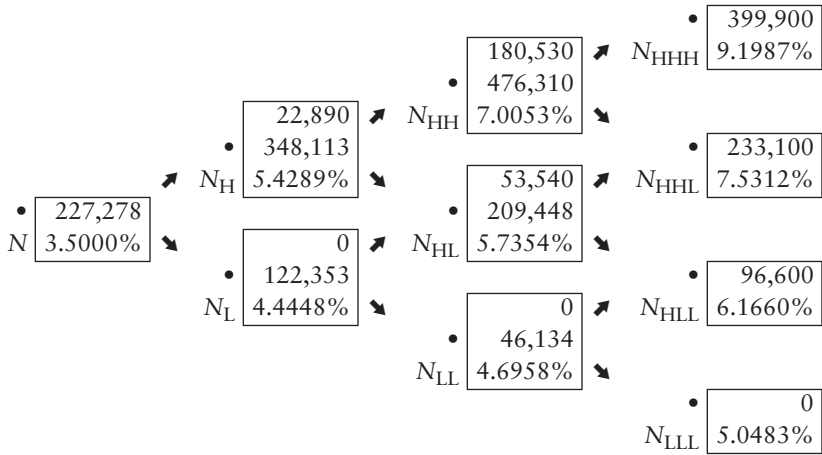 • 227,278
N 3.5000%
22,890
• 348,113
N_H 5.4289%
0
• 122,353
N_L 4.4448%
180,530
• 476,310
N_HH 7.0053%
53,540
• 209,448
N_HL 5.7354%
0
• 46,134
N_LL 4.6958%
• 399,900
N_HHH 9.1987%
• 233,100
N_HHL 7.5312%
• 96,600
N_HLL 6.1660%
• 0
N_LLL 5.0483%